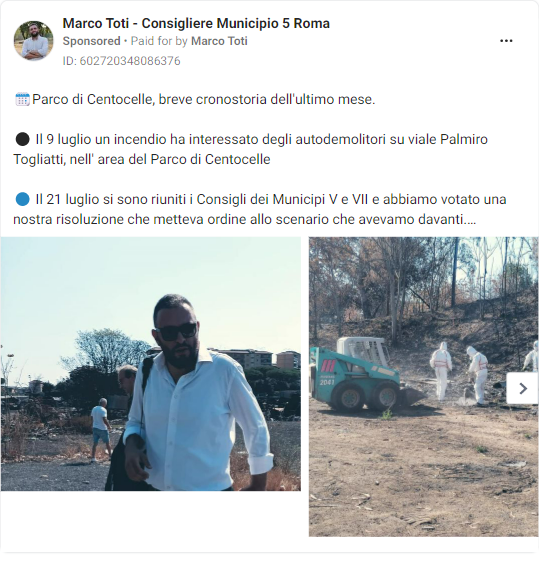 Marco Toti - Consigliere Municipio 5 Roma
Sponsored • Paid for by Marco Toti
ID: 602720348086376
Parco di Centocelle, breve cronostoria dell'ultimo mese.
Il 9 luglio un incendio ha interessato degli autodemolitori su viale Palmiro
Togliatti, nell' area del Parco di Centocelle
Il 21 luglio si sono riuniti i Consigli dei Municipi V e VII e abbiamo votato una
nostra risoluzione che metteva ordine allo scenario che avevamo davanti....
2041